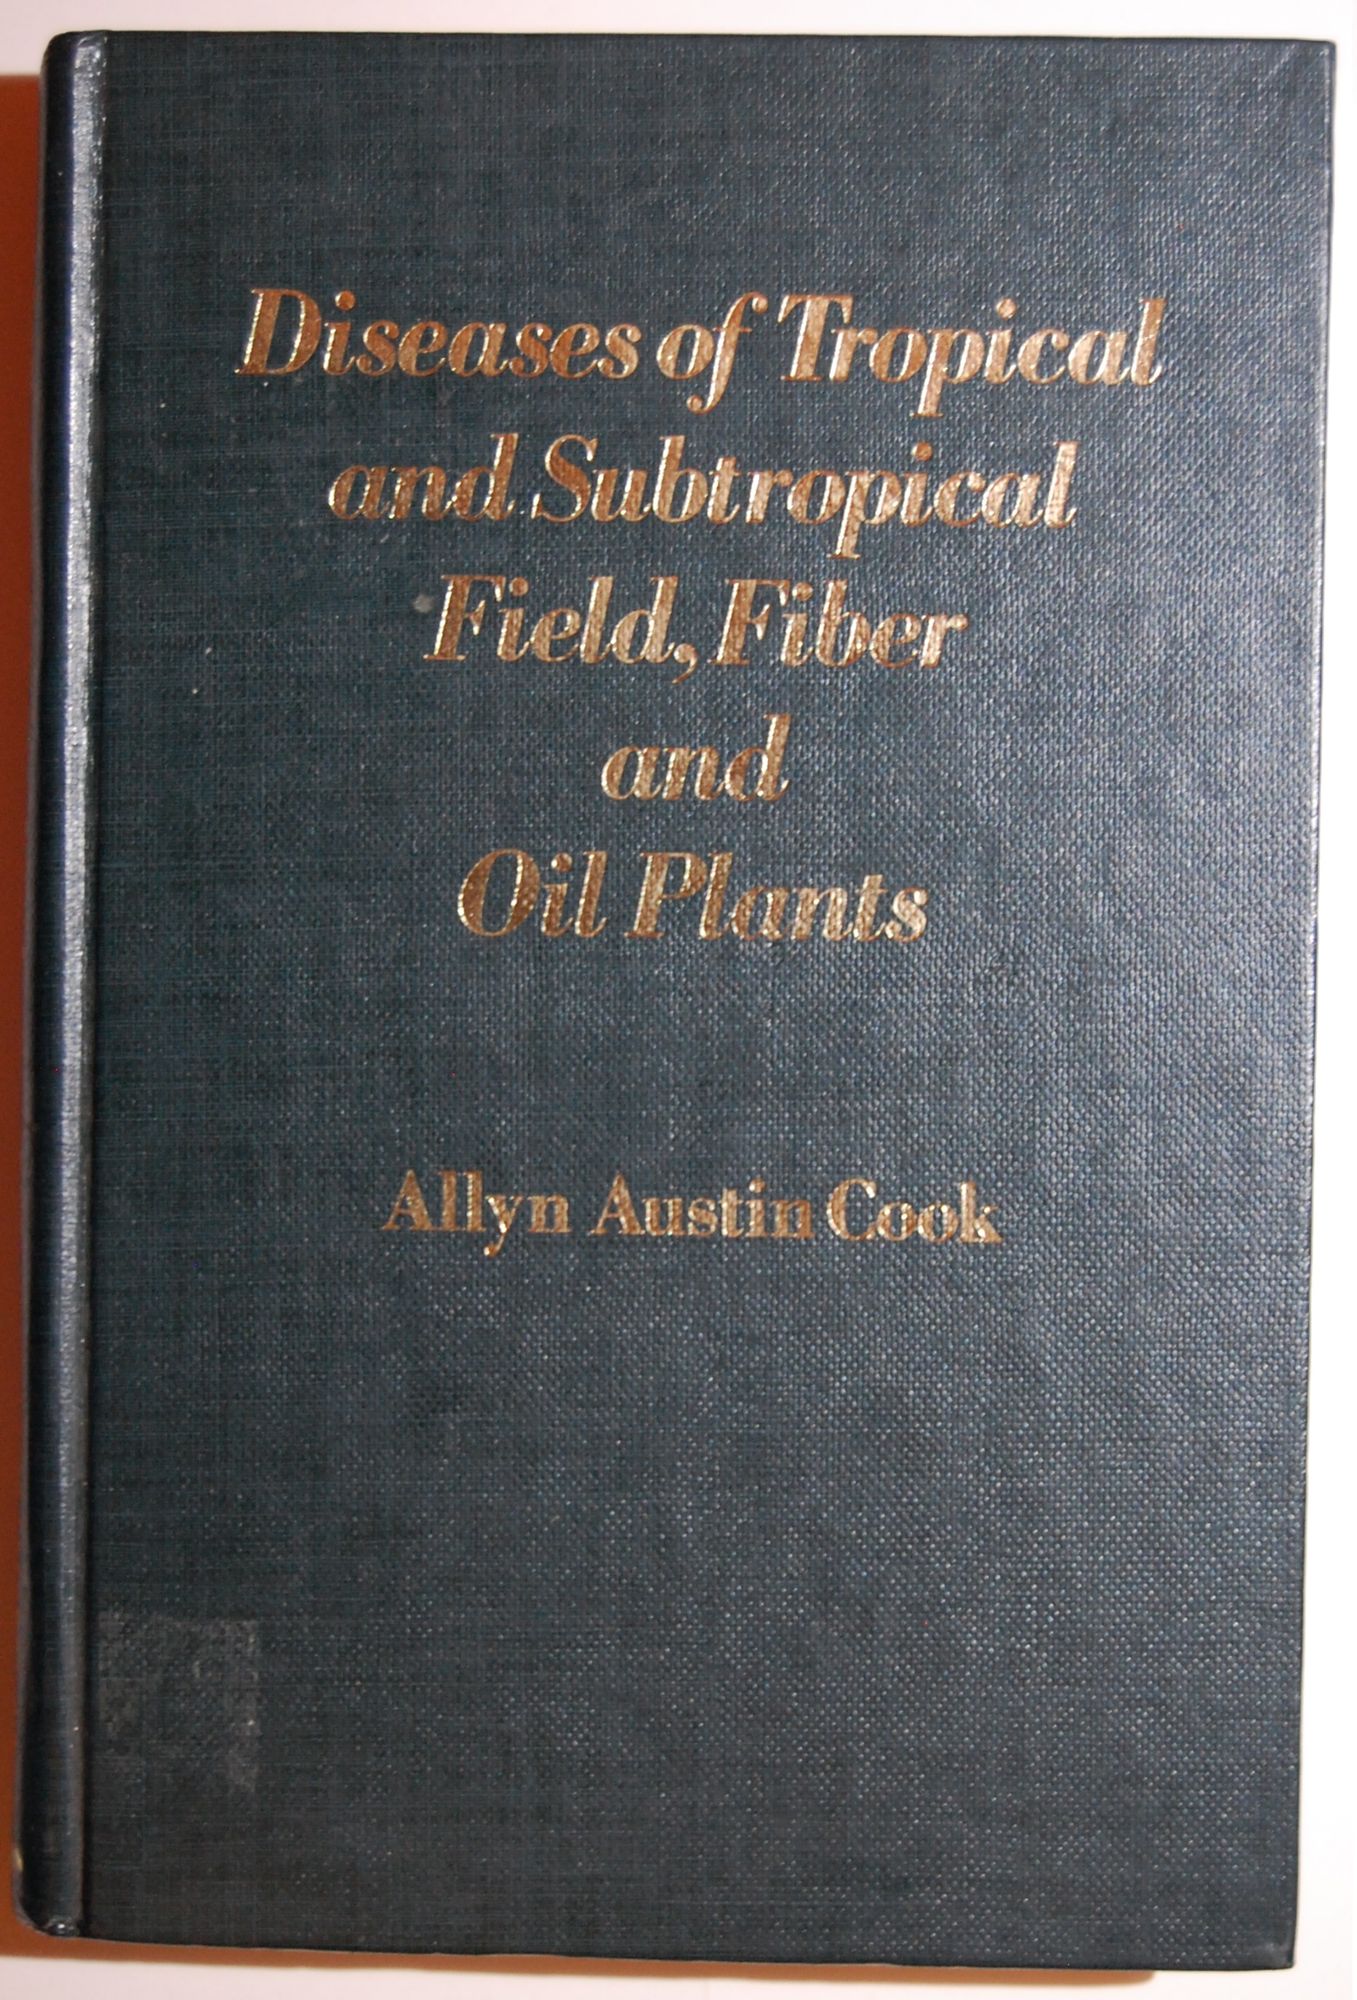 Diseases of Tropical
and Subtropical
Field, Fiber
and
Oil Plants
Allyn Austin Cook